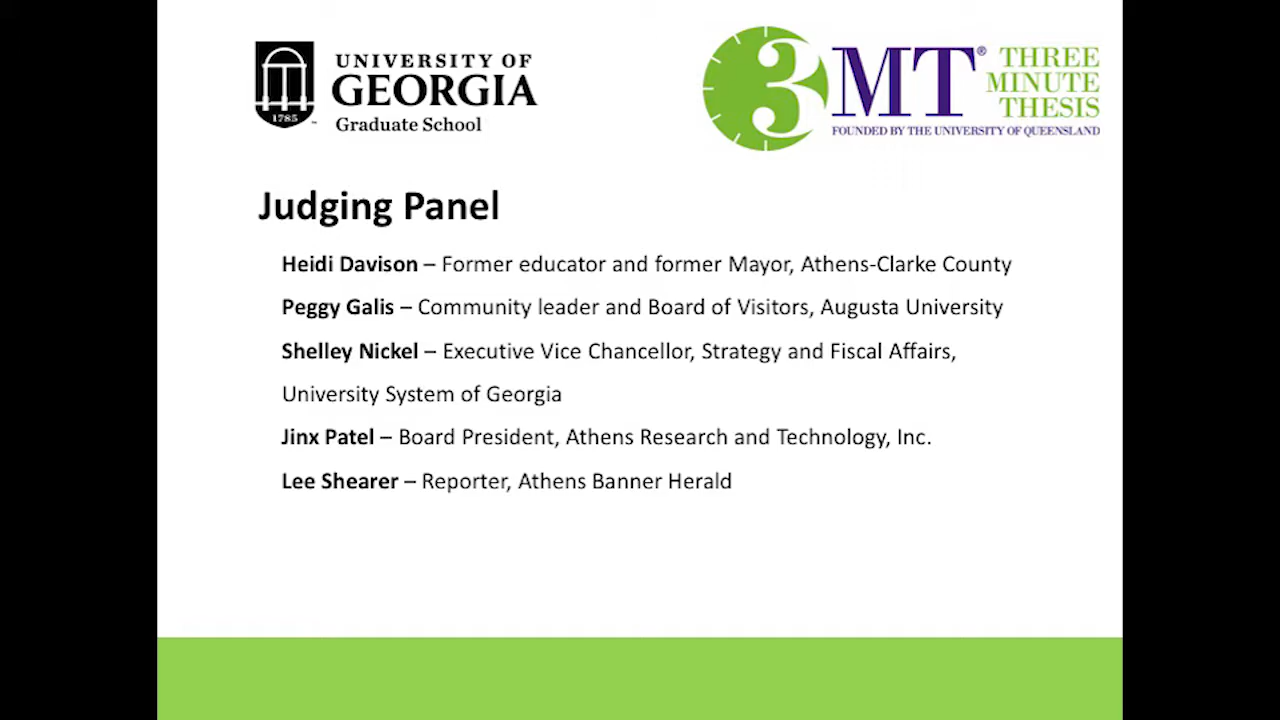 UNIVERSITY OF
GEORGIA
Graduate School
1785
3MT® THREE
MINUTE
THESIS
FOUNDED BY THE UNIVERSITY OF QUEENSLAND
Judging Panel
Heidi Davison – Former educator and former Mayor, Athens-Clarke County
Peggy Galis – Community leader and Board of Visitors, Augusta University
Shelley Nickel – Executive Vice Chancellor, Strategy and Fiscal Affairs,
University System of Georgia
Jinx Patel – Board President, Athens Research and Technology, Inc.
Lee Shearer – Reporter, Athens Banner Herald